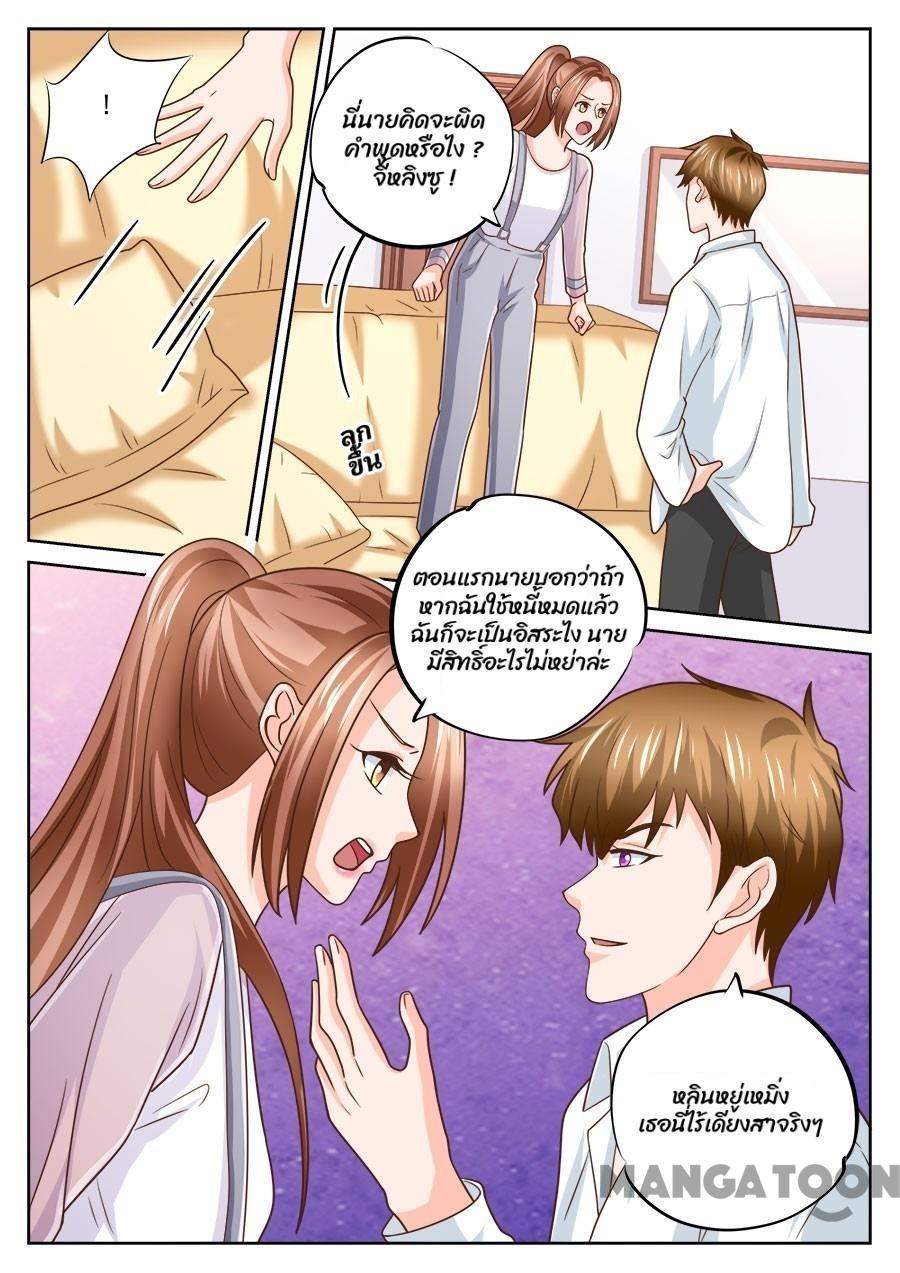 !
นี่นายคิดจะผิด
คำพูดหรือไง ?
จี้หลิงซู !
ลุก
ขึ้น
ตอนแรกนายบอกว่าถ้า
หากฉันใช้หนี้หมดแล้ว
ฉันก็จะเป็นอิสระไง นาย
มีสิทธิ์อะไรไม่หย่าล่ะ
หลินหยู่เหมิ่ง
เธอนี่ไร้เดียงสาจริงๆ
MANGATOON